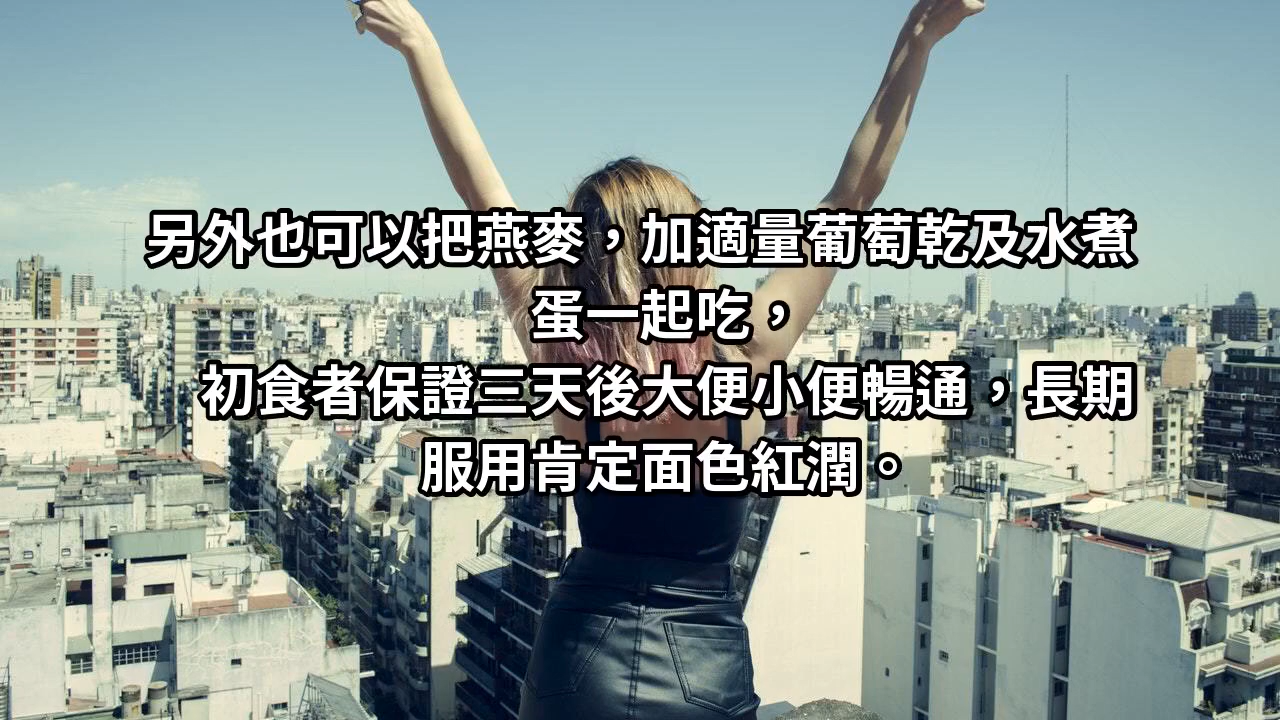 另外也可以把燕麥，加適量葡萄乾及水煮
蛋一起吃，
初食者保證三天後大便小便暢通，長期
服用肯定面色紅潤。